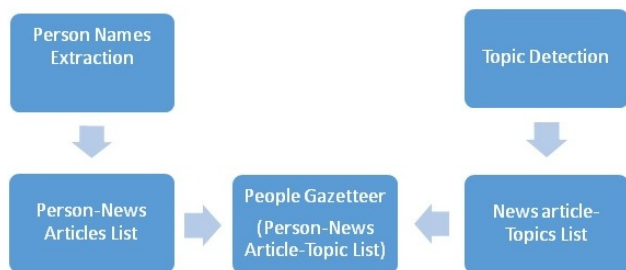 Person Names
Extraction
Topic Detection
Person-News
Articles List
People Gazetteer
(Person-News
Article-Topic List)
News article-
Topics List